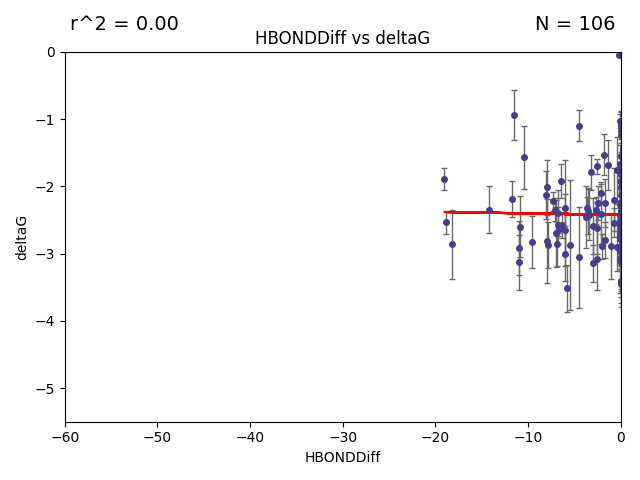 r^2 = 0.00
N = 106
HBONDDiff vs deltaG
0
−1
−2
−3
−4
−5
deltaG
−60
−50
−40
−30
−20
−10
0
HBONDDiff